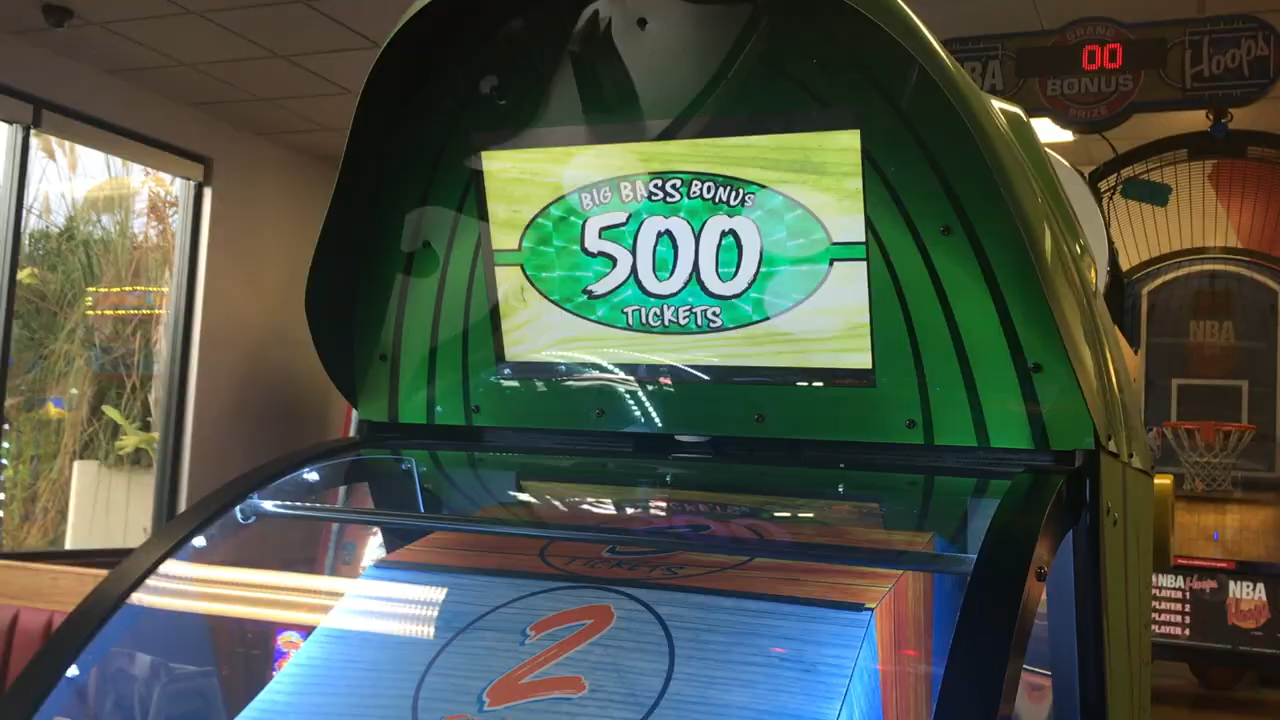 BIG BASS BONUS
500
TICKETS
3
TICKETS
2
GRAND
00
BONUS
PRIZE
NBA
Hoops
NBA
NBA Hoops
PLAYER 1
PLAYER 2
PLAYER 3
PLAYER 4
NBA
Hoops